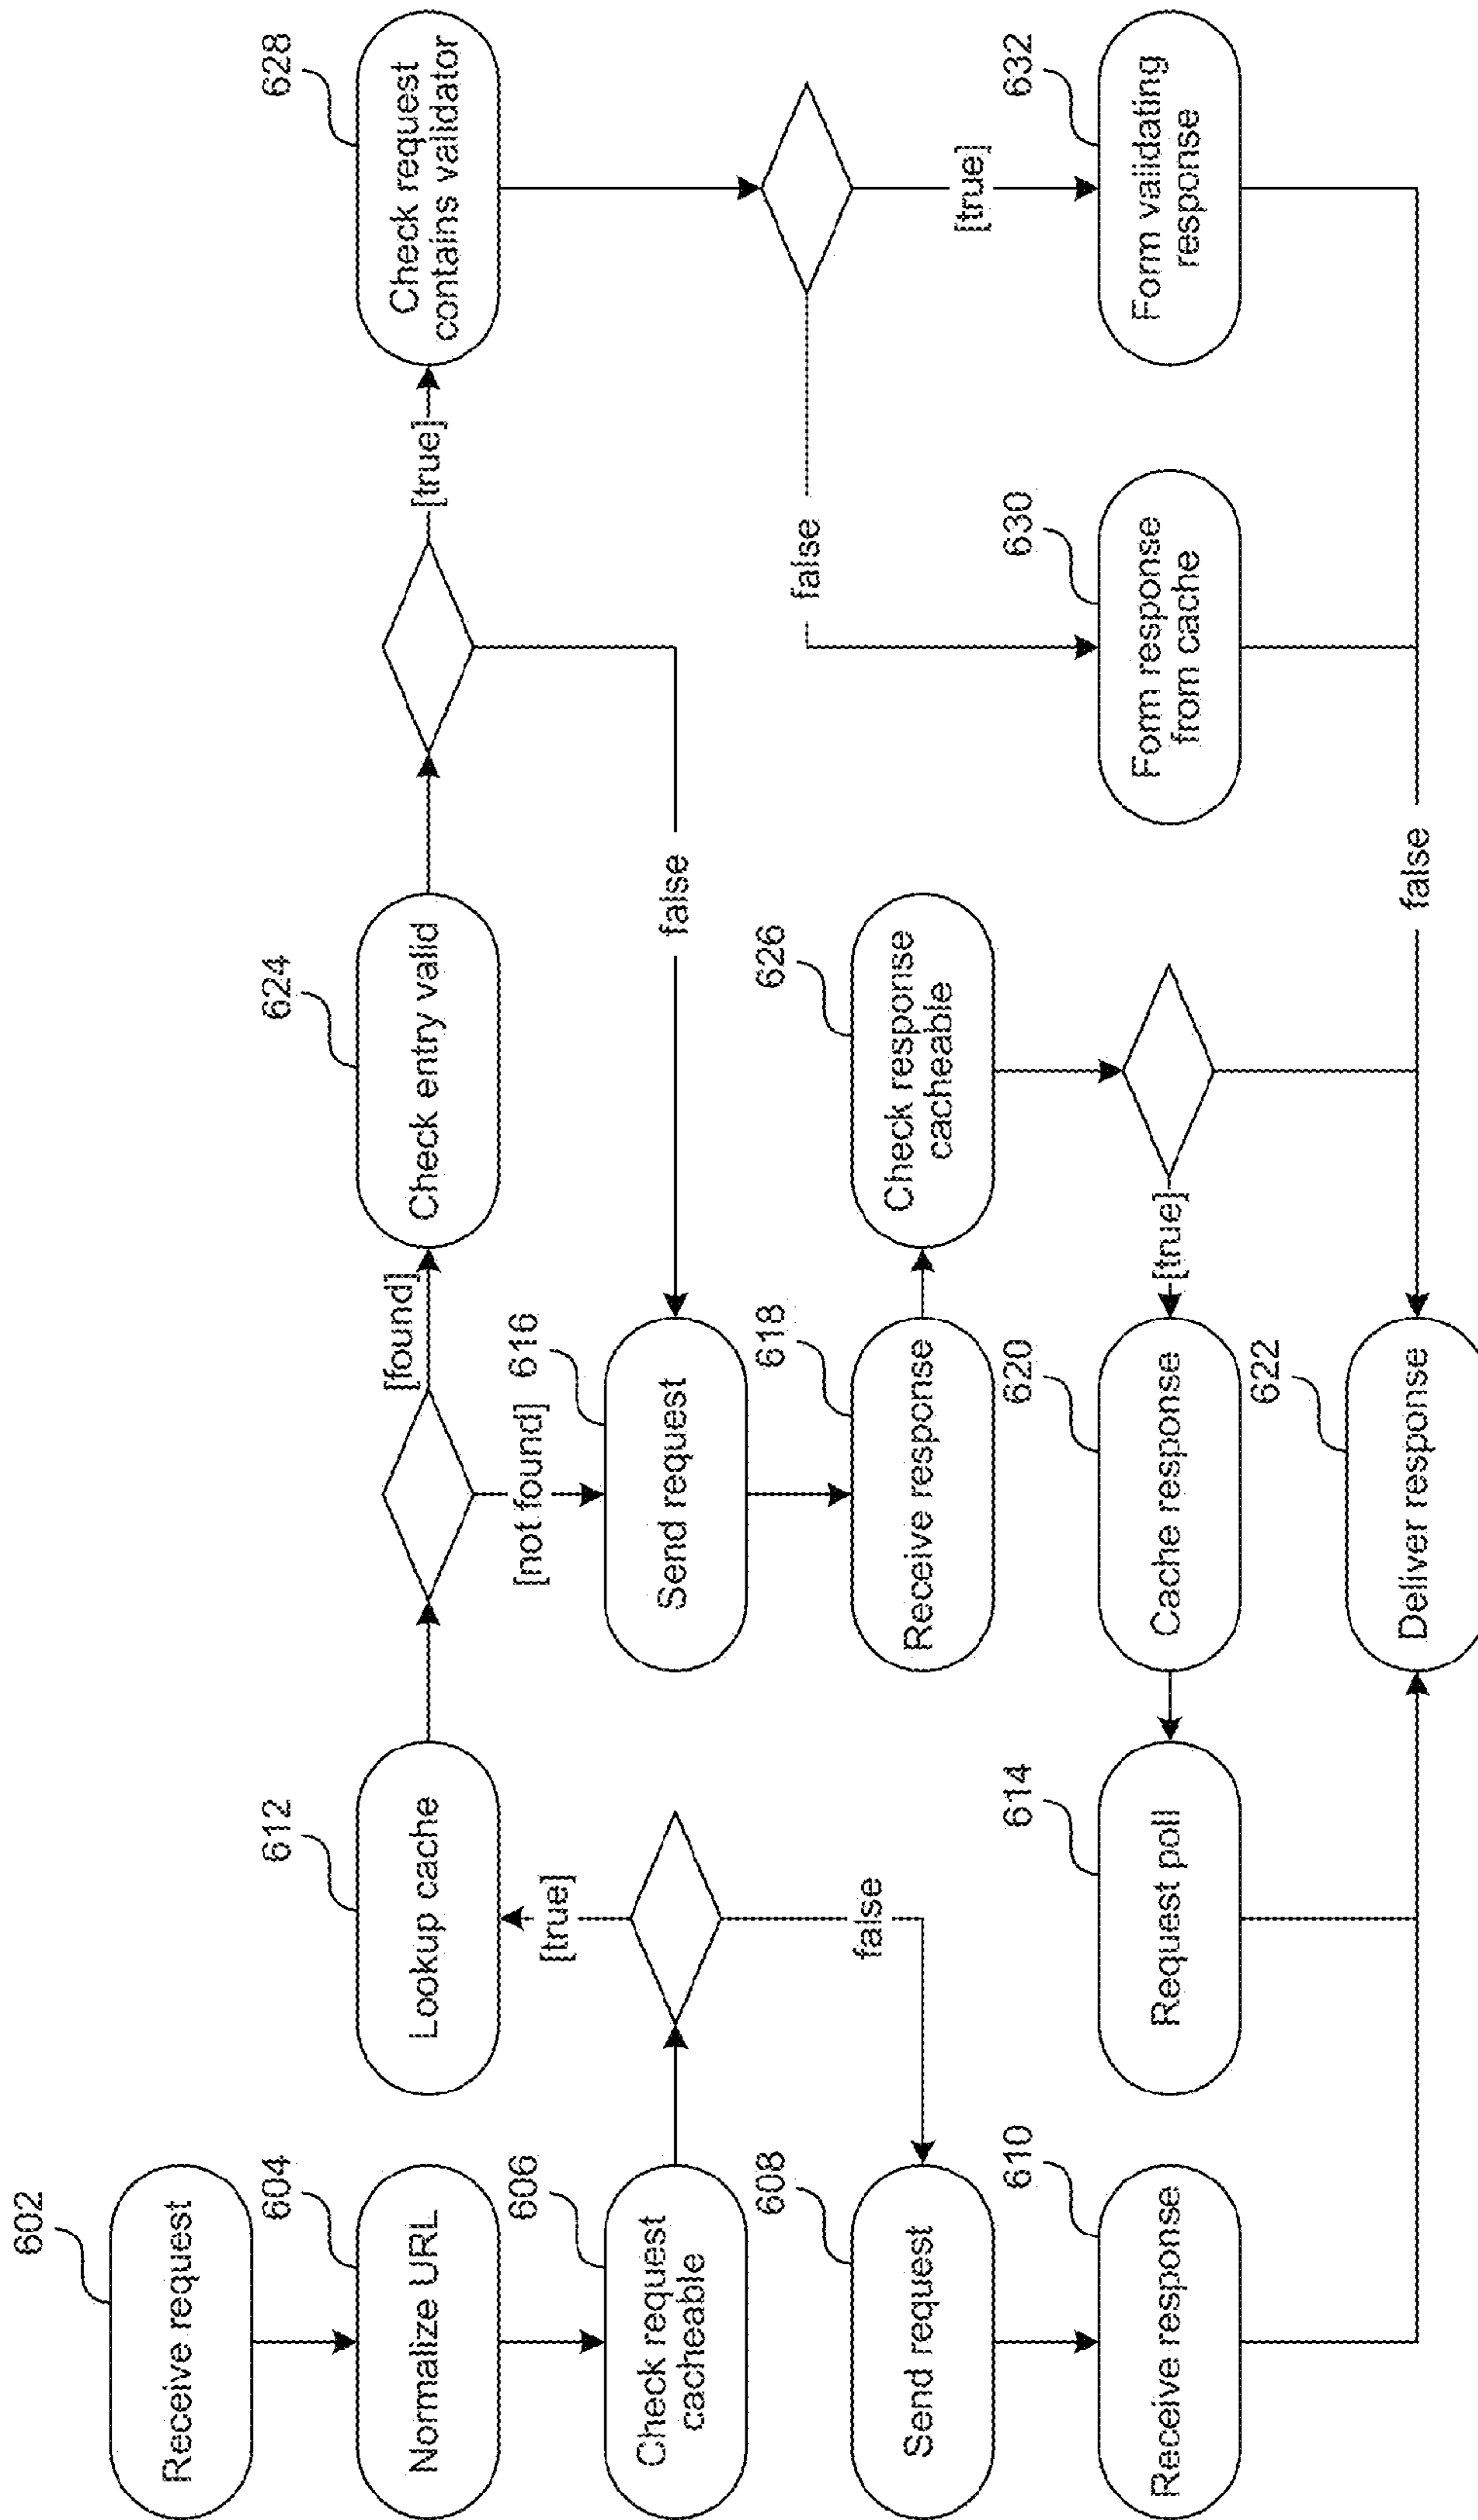 602
Receive request
604
Normalize URL
606
Check request
cacheable
608
Send request
610
Receive response
612
Lookup cache
[true]
false
614
Request poll
[found]
[not found]
616
Send request
618
Receive response
620
Cache response
622
Deliver response
624
Check entry valid
626
Check response
cacheable
[true]
false
[true]
false
628
Check request
contains validator
false
[true]
630
Form response
from cache
632
Form validating
response